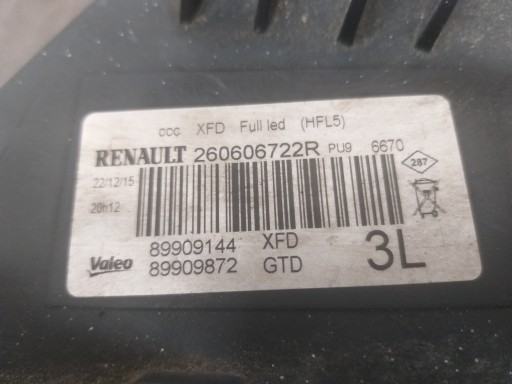 CCG XFD Full led (HFL5)
RENAULT 260606722R PU9 6670
287
22/12/15
20h12
89909144 XFD
Valeo 89909872 GTD
3L